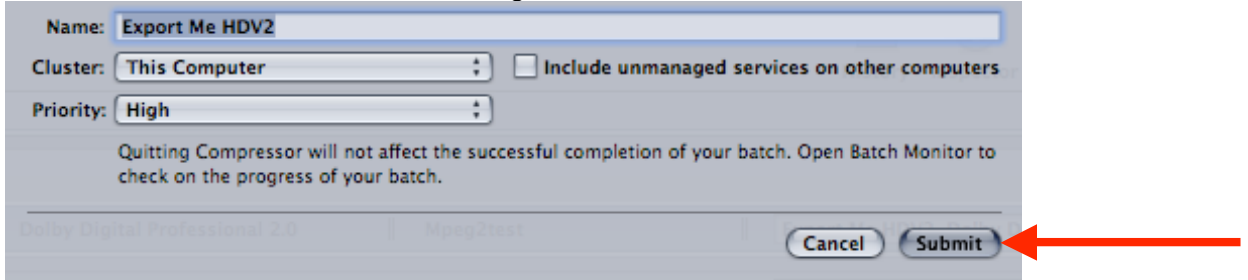 Name: Export Me HDV2
Cluster: This Computer Include unmanaged services on other computers
Priority: High
Quitting Compressor will not affect the successful completion of your batch. Open Batch Monitor to
check on the progress of your batch.
Dolby Digital Professional 2.0 Mpeg2test
Cancel Submit